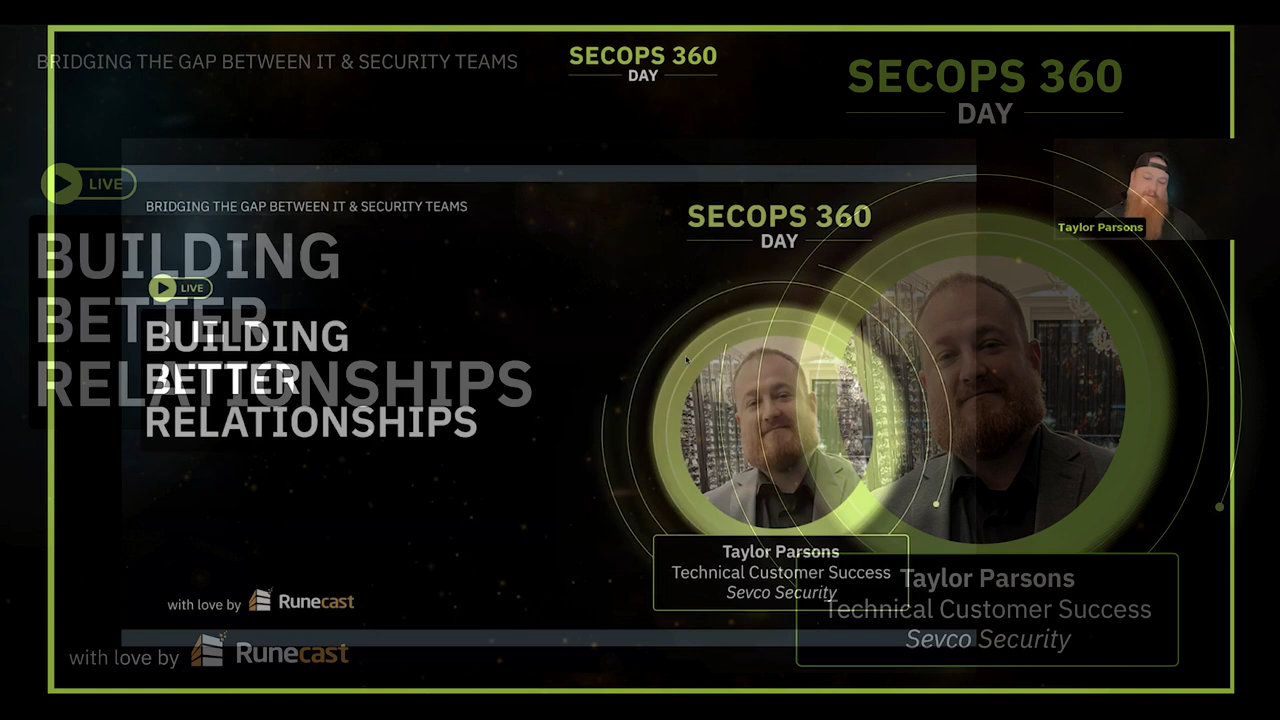 BRIDGING THE GAP BETWEEN IT & SECURITY TEAMS
SECOPS 360
DAY
SECOPS 360
DAY
LIVE
BUILDING
BETTER
RELATIONSHIPS
BRIDGING THE GAP BETWEEN IT & SECURITY TEAMS
SECOPS 360
DAY
LIVE
BUILDING
BETTER
RELATIONSHIPS
Taylor Parsons
Taylor Parsons
Technical Customer Success
Sevco Security
Taylor Parsons
Technical Customer Success
Sevco Security
with love by Runecast
with love by Runecast